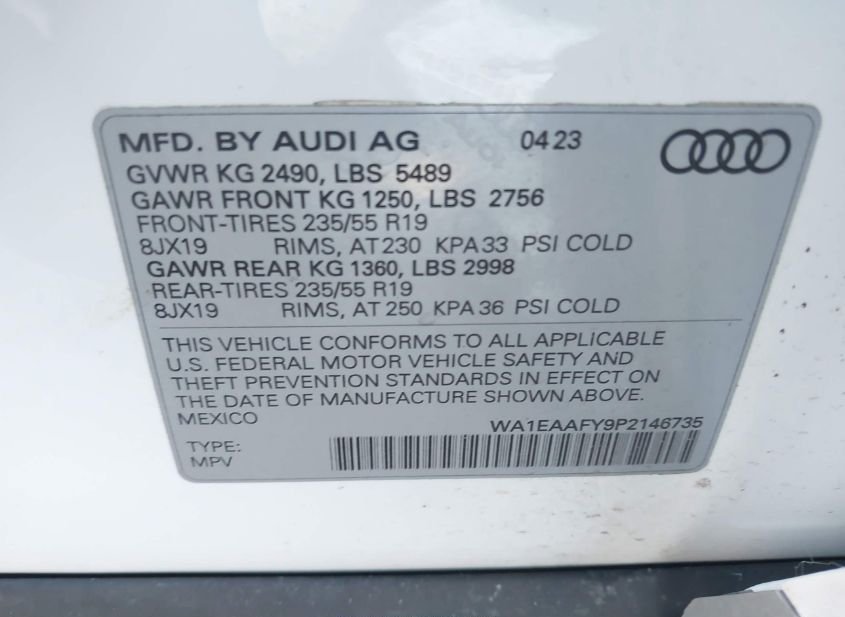 MFD. BY AUDI AG 0423
GVWR KG 2490, LBS 5489
GAWR FRONT KG 1250, LBS 2756
FRONT-TIRES 235/55 R19
8JX19 RIMS, AT 230 KPA 33 PSI COLD
GAWR REAR KG 1360, LBS 2998
REAR-TIRES 235/55 R19
8JX19 RIMS, AT 250 KPA 36 PSI COLD
THIS VEHICLE CONFORMS TO ALL APPLICABLE
U.S. FEDERAL MOTOR VEHICLE SAFETY AND
THEFT PREVENTION STANDARDS IN EFFECT ON
THE DATE OF MANUFACTURE SHOWN ABOVE.
MEXICO
WA1EAAFY9P2146735
TYPE:
MPV